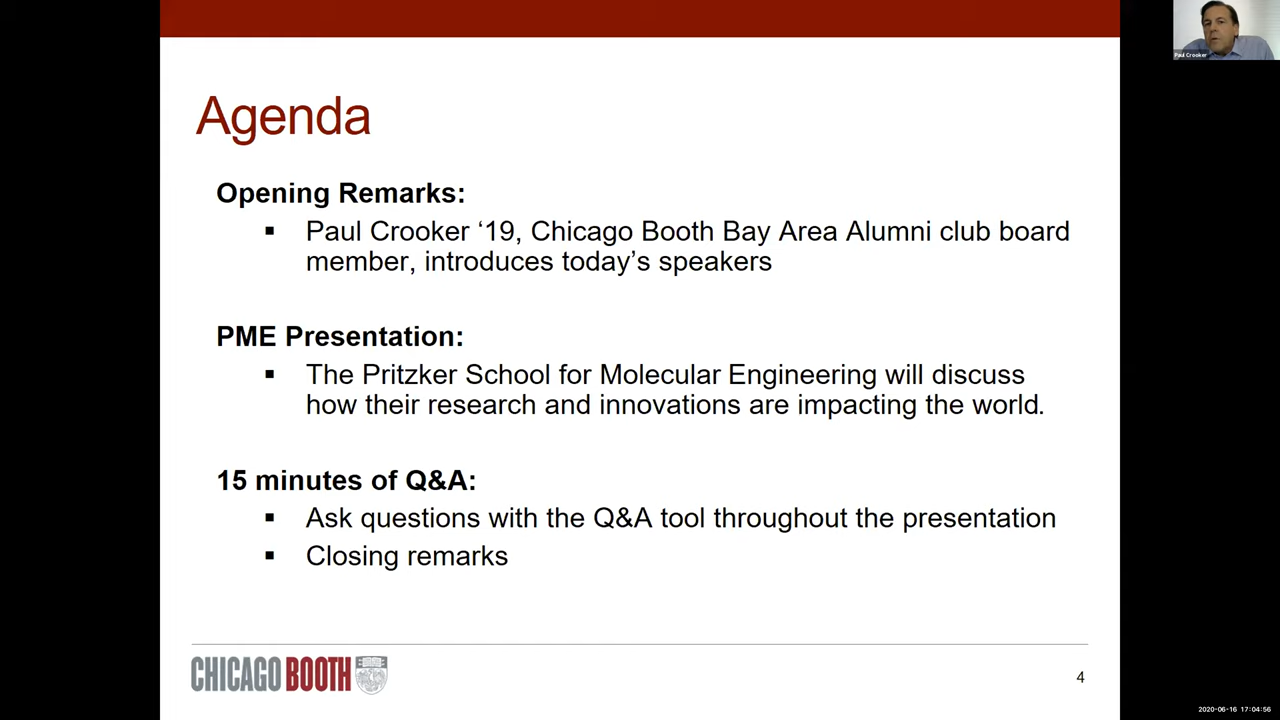 Paul Crooker
Agenda
Opening Remarks:
▪ Paul Crooker ‘19, Chicago Booth Bay Area Alumni club board
member, introduces today’s speakers
PME Presentation:
▪ The Pritzker School for Molecular Engineering will discuss
how their research and innovations are impacting the world.
15 minutes of Q&A:
▪ Ask questions with the Q&A tool throughout the presentation
▪ Closing remarks
CHICAGO BOOTH
4
2020-06-16 17:04:56